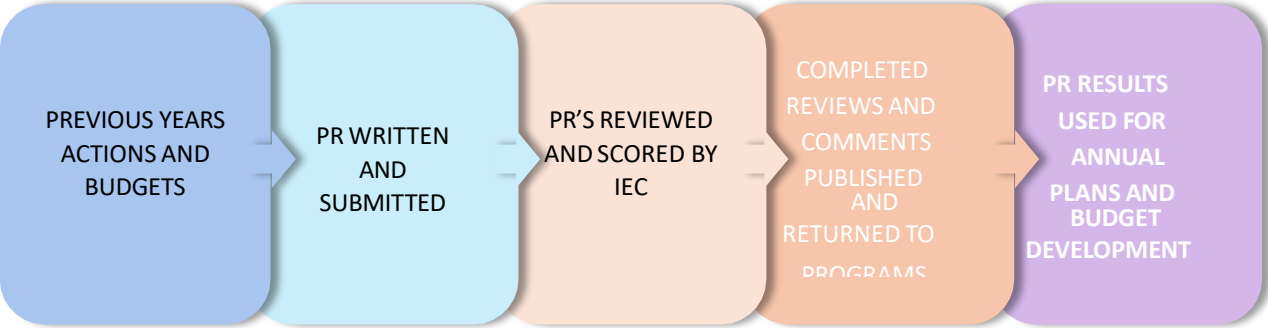 PREVIOUS YEARS
ACTIONS AND
BUDGETS
PR WRITTEN
AND
SUBMITTED
PR’S REVIEWED
AND SCORED BY
IEC
COMPLETED
REVIEWS AND
COMMENTS
PUBLISHED
AND
RETURNED TO
PROGRAMS
PR RESULTS
USED FOR
ANNUAL
PLANS AND
BUDGET
DEVELOPMENT